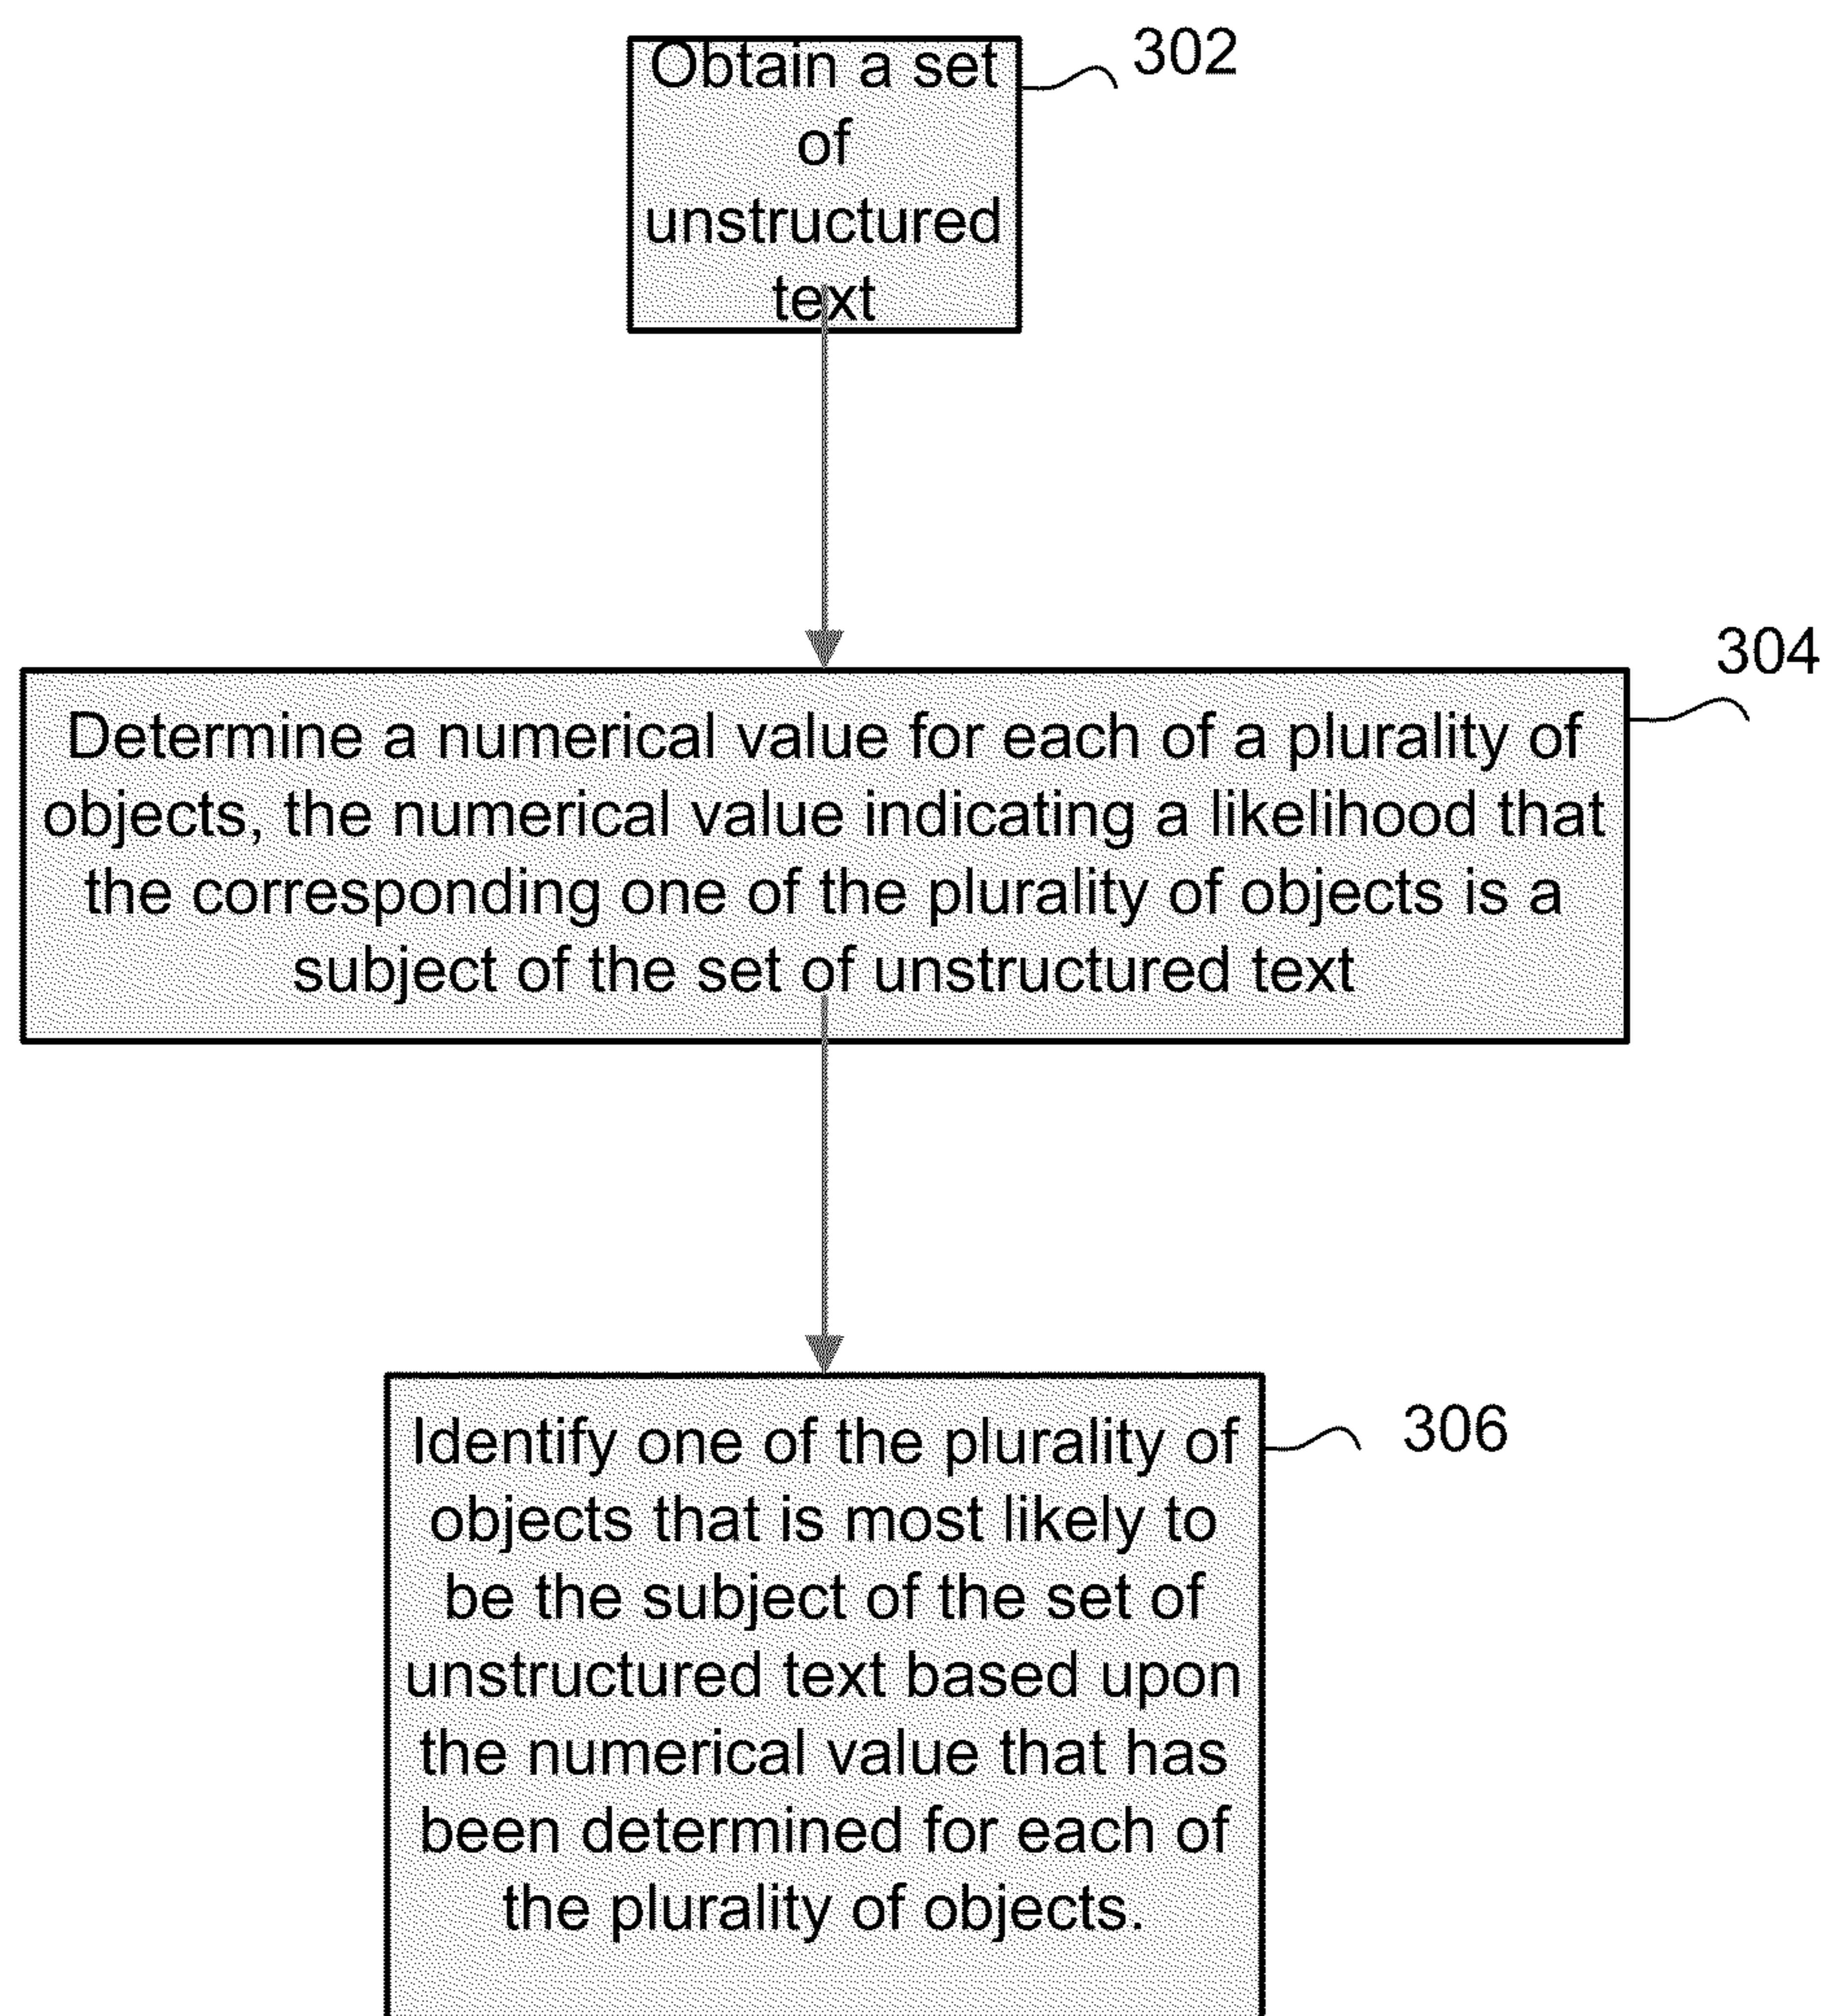 Obtain a set
of
unstructured
text
302
Determine a numerical value for each of a plurality of
objects, the numerical value indicating a likelihood that
the corresponding one of the plurality of objects is a
subject of the set of unstructured text
304
Identify one of the plurality of
objects that is most likely to
be the subject of the set of
unstructured text based upon
the numerical value that has
been determined for each of
the plurality of objects.
306